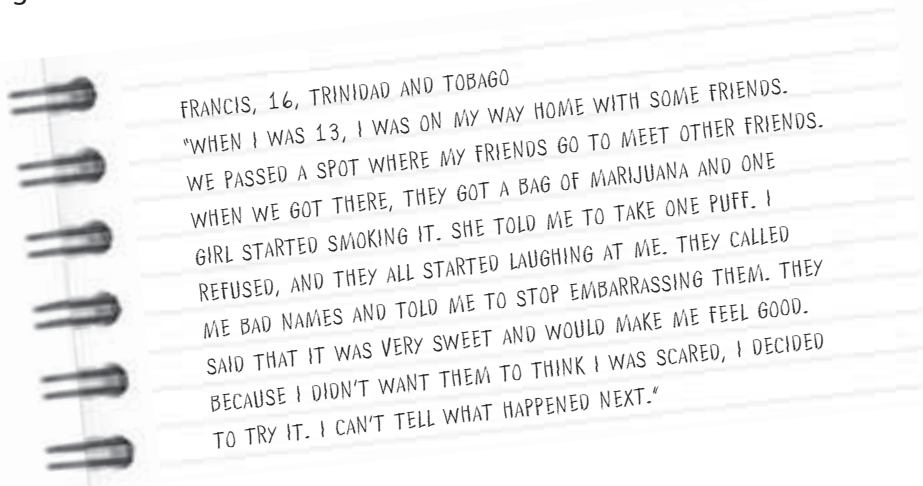 FRANCIS, 16, TRINIDAD AND TOBAGO
"WHEN I WAS 13, I WAS ON MY WAY HOME WITH SOME FRIENDS.
WE PASSED A SPOT WHERE MY FRIENDS GO TO MEET OTHER FRIENDS.
WHEN WE GOT THERE, THEY GOT A BAG OF MARIJUANA AND ONE
GIRL STARTED SMOKING IT. SHE TOLD ME TO TAKE ONE PUFF. I
REFUSED, AND THEY ALL STARTED LAUGHING AT ME. THEY CALLED
ME BAD NAMES AND TOLD ME TO STOP EMBARRASSING THEM. THEY
SAID THAT IT WAS VERY SWEET AND WOULD MAKE ME FEEL GOOD.
BECAUSE I DIDN'T WANT THEM TO THINK I WAS SCARED, I DECIDED
TO TRY IT. I CAN'T TELL WHAT HAPPENED NEXT."